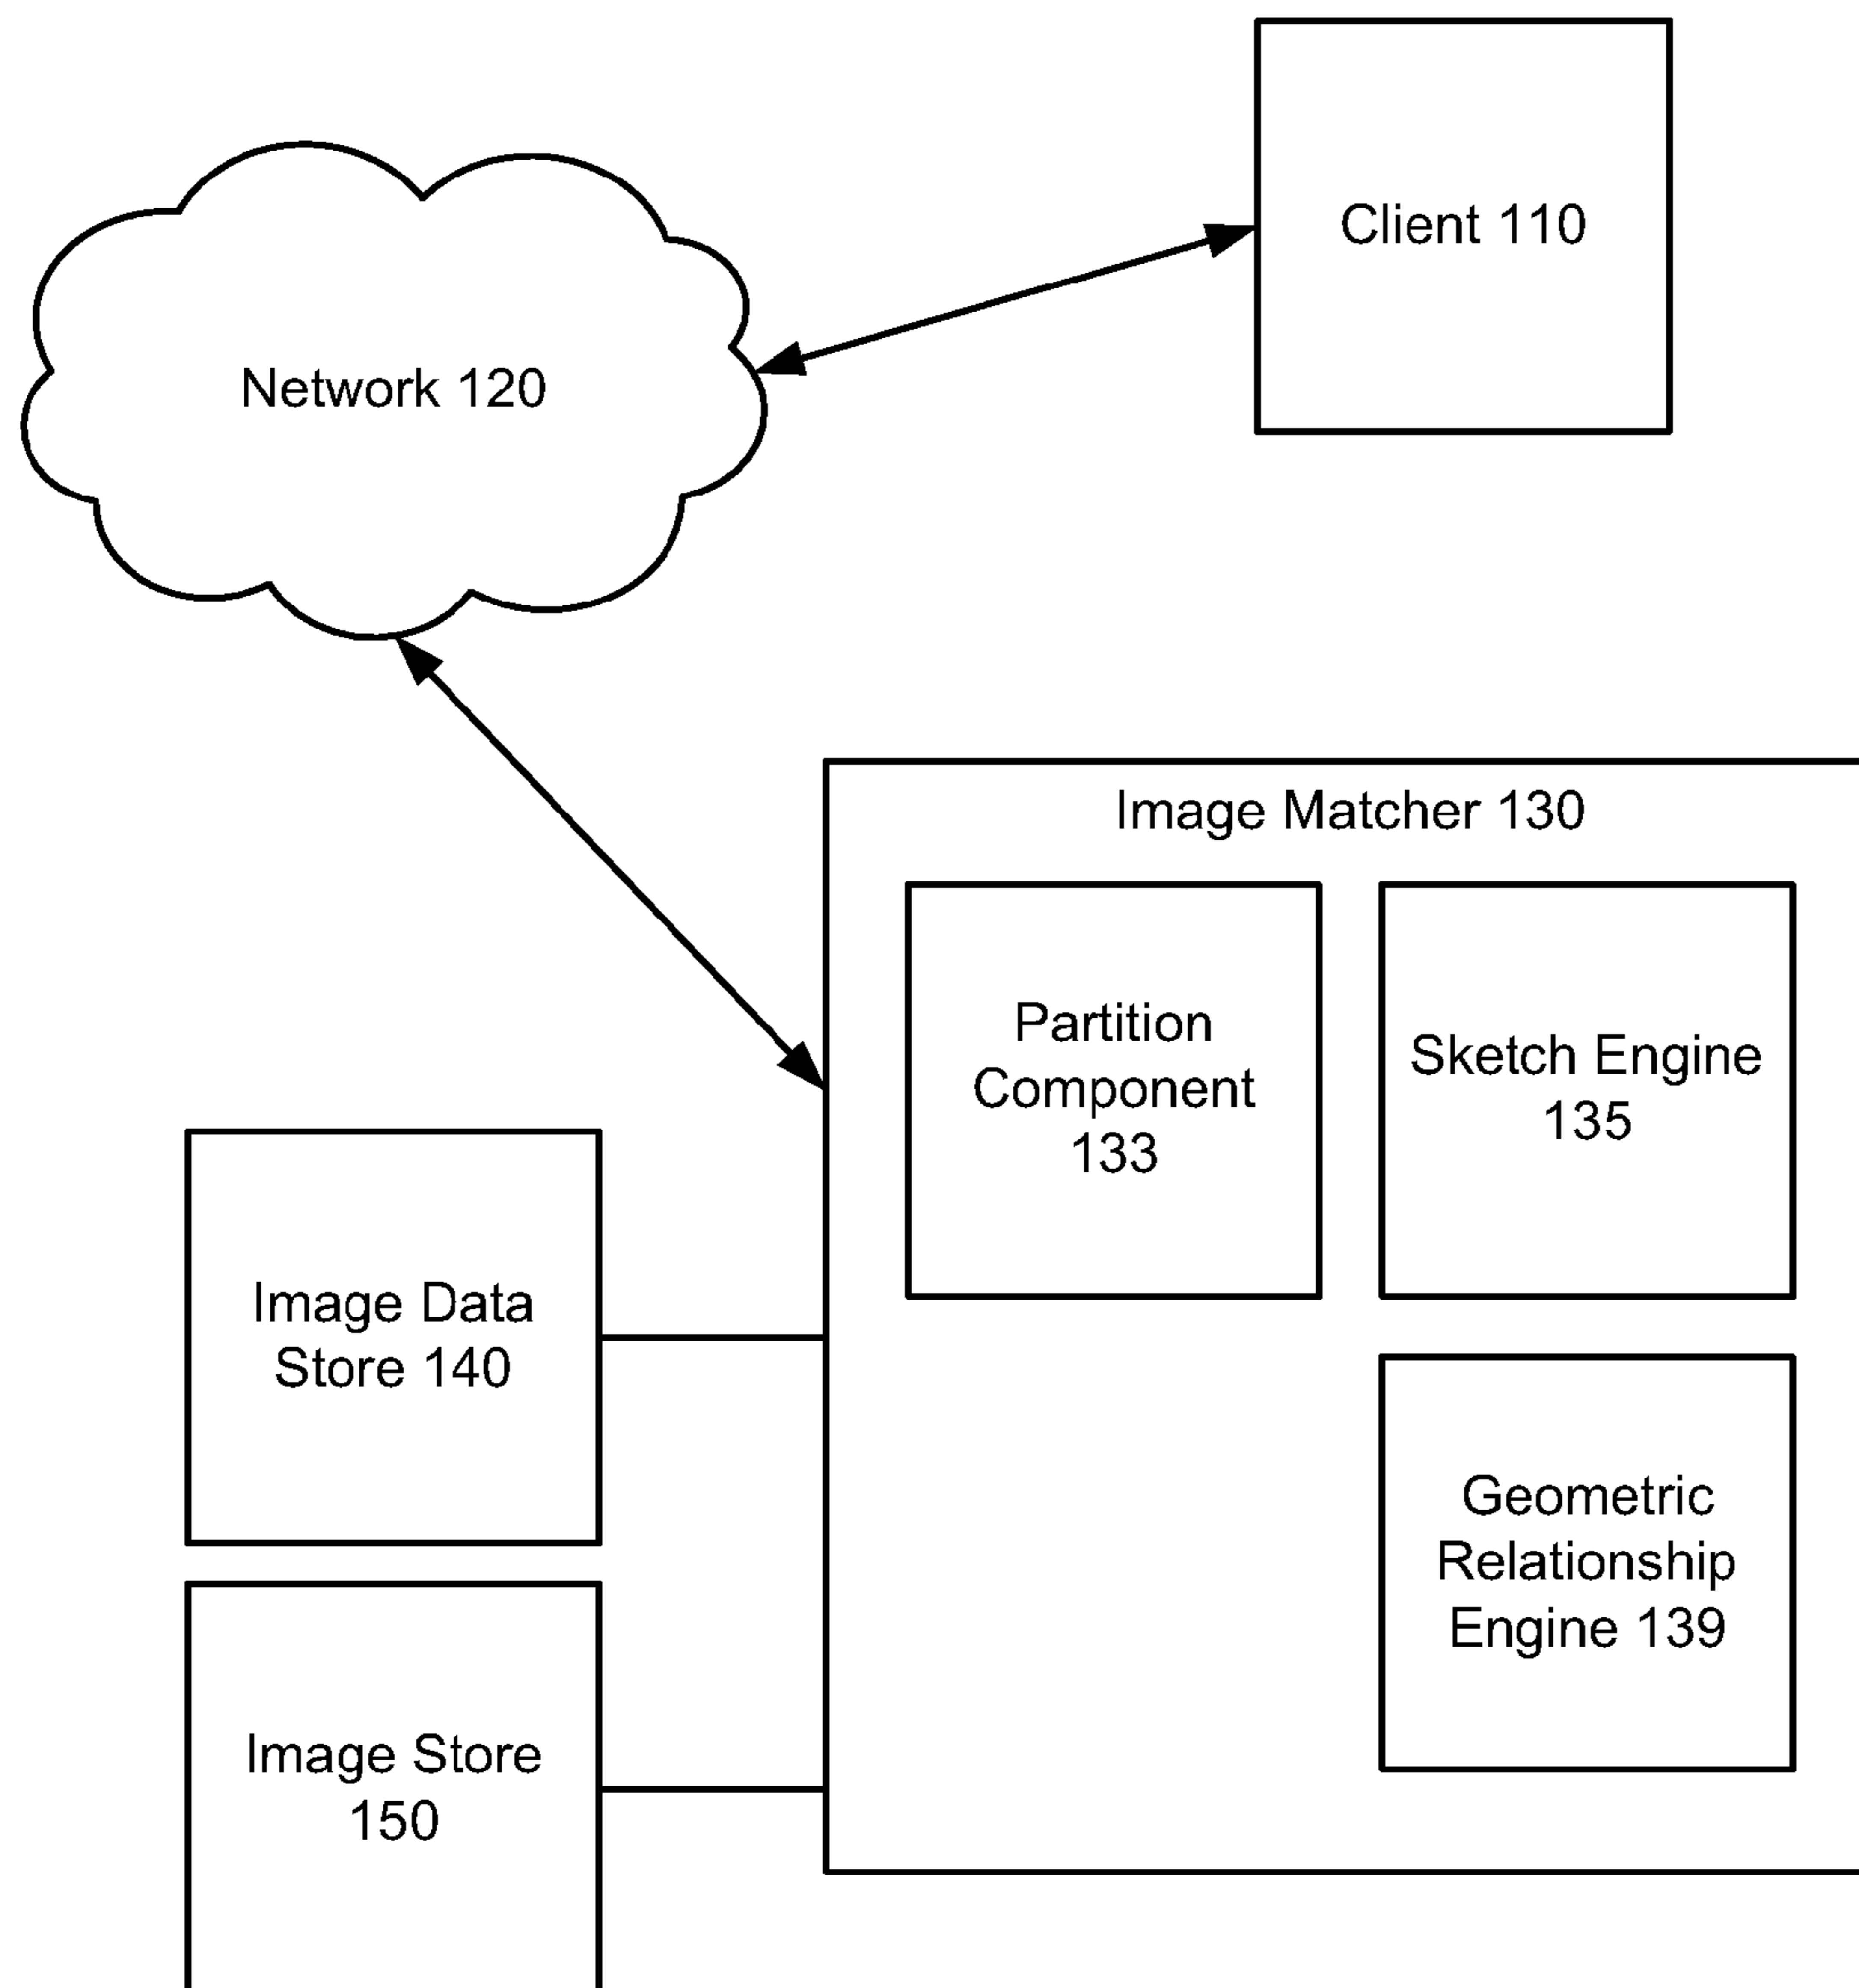 Client 110
Network 120
Image Matcher 130
Partition
Component
133
Sketch Engine
135
Image Data
Store 140
Geometric
Relationship
Engine 139
Image Store
150